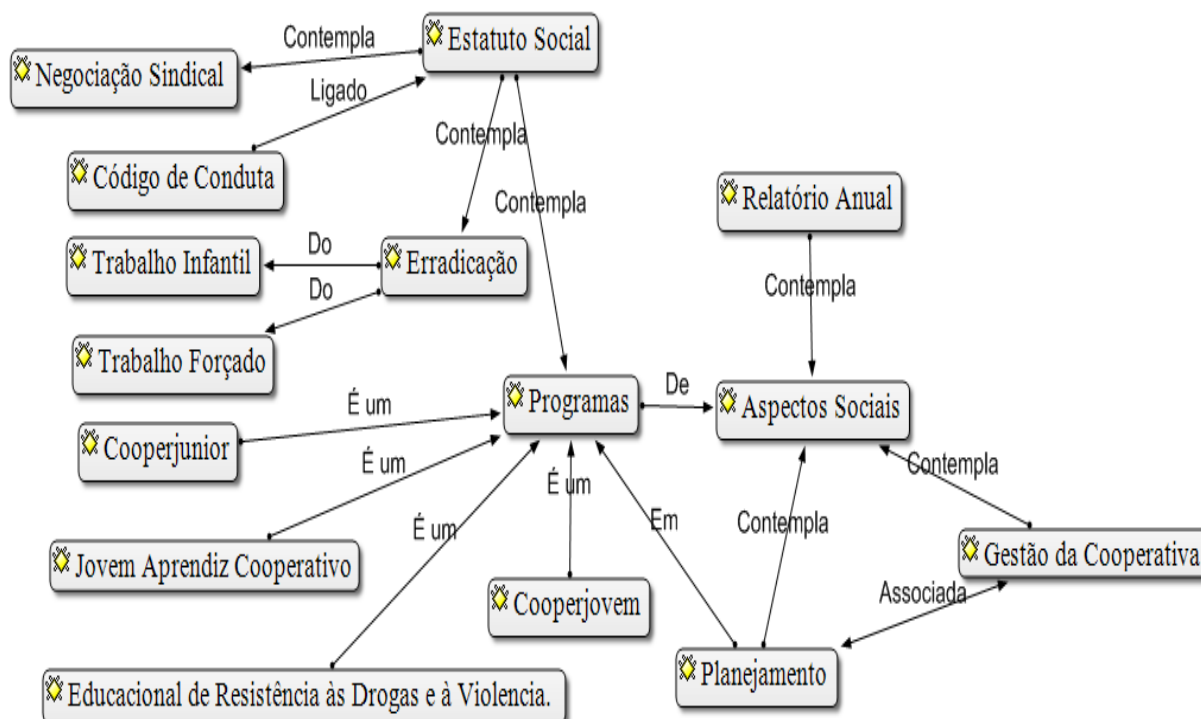 Contempla
Estatuto Social
Negociação Sindical
Ligado
Contempla
Código de Conduta
Contempla
Relatório Anual
Do
Trabalho Infantil
Erradicação
Do
Contempla
Trabalho Forçado
Programas
De
Aspectos Sociais
É um
Cooperjunior
É um
É um
É um
Em
Contempla
Contempla
Jovem Aprendiz Cooperativo
Gestão da Cooperativa
Cooperjovem
Associada
Planejamento
Educacional de Resistência às Drogas e à Violencia.